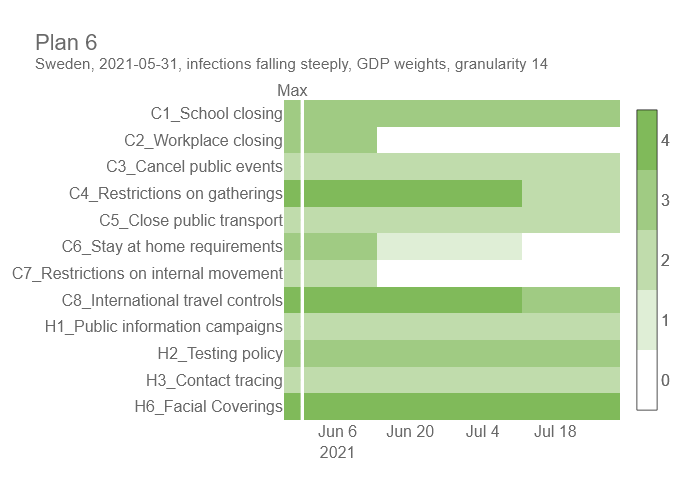 Plan 6
Sweden, 2021-05-31, infections falling steeply, GDP weights, granularity 14
Max
C1_School closing
C2_Workplace closing
C3_Cancel public events
C4_Restrictions on gatherings
C5_Close public transport
C6_Stay at home requirements
C7_Restrictions on internal movement
C8_International travel controls
H1_Public information campaigns
H2_Testing policy
H3_Contact tracing
H6_Facial Coverings
Jun 6 Jun 20 Jul 4 Jul 18
2021
4
3
2
1
0